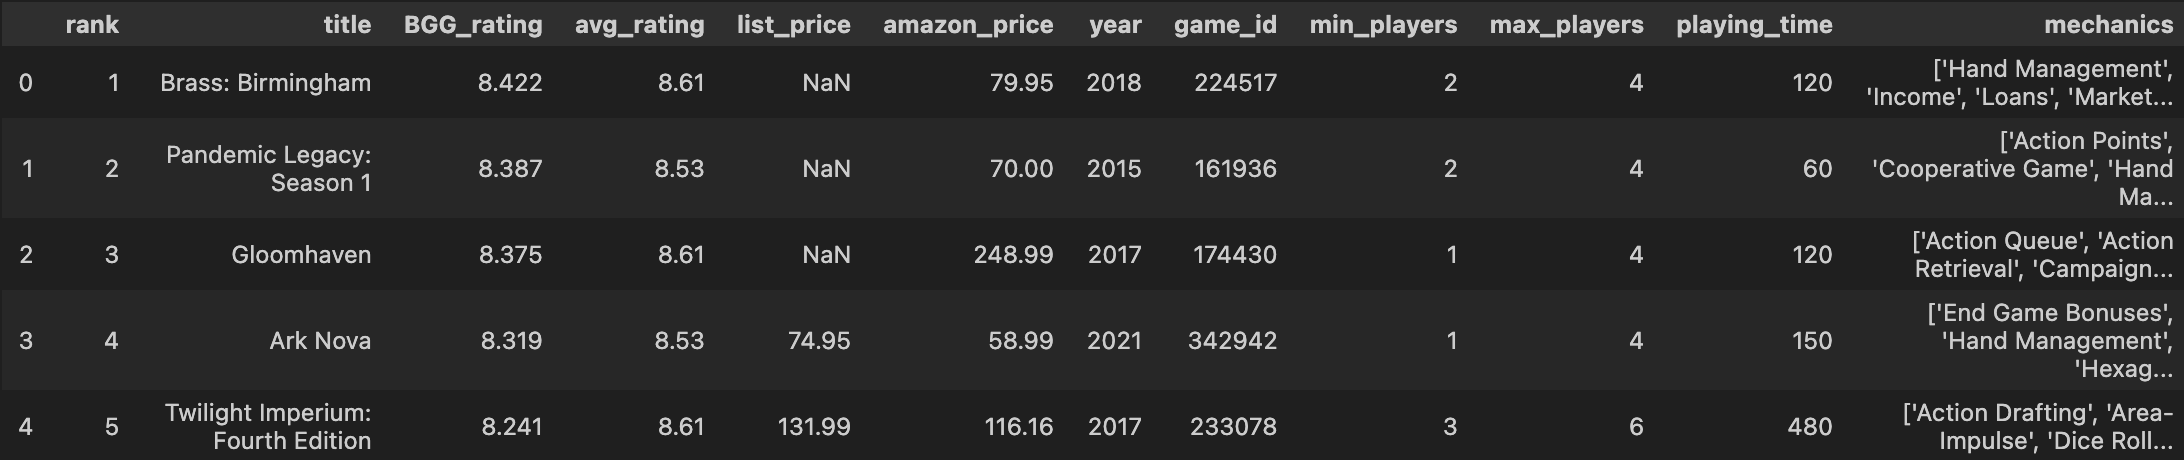 rank title BGG_rating avg_rating list_price amazon_price year game_id min_players max_players playing_time mechanics
0 1 Brass: Birmingham 8.422 8.61 NaN 79.95 2018 224517 2 4 120 ['Hand Management',
'Income', 'Loans', 'Market...
1 2 Pandemic Legacy:
Season 1 8.387 8.53 NaN 70.00 2015 161936 2 4 60 ['Action Points',
'Cooperative Game', 'Hand
Ma...
2 3 Gloomhaven 8.375 8.61 NaN 248.99 2017 174430 1 4 120 ['Action Queue', 'Action
Retrieval', 'Campaign...
3 4 Ark Nova 8.319 8.53 74.95 58.99 2021 342942 1 4 150 ['End Game Bonuses',
'Hand Management',
'Hexag...
4 5 Twilight Imperium:
Fourth Edition 8.241 8.61 131.99 116.16 2017 233078 3 6 480 ['Action Drafting', 'Area-
Impulse', 'Dice Roll...